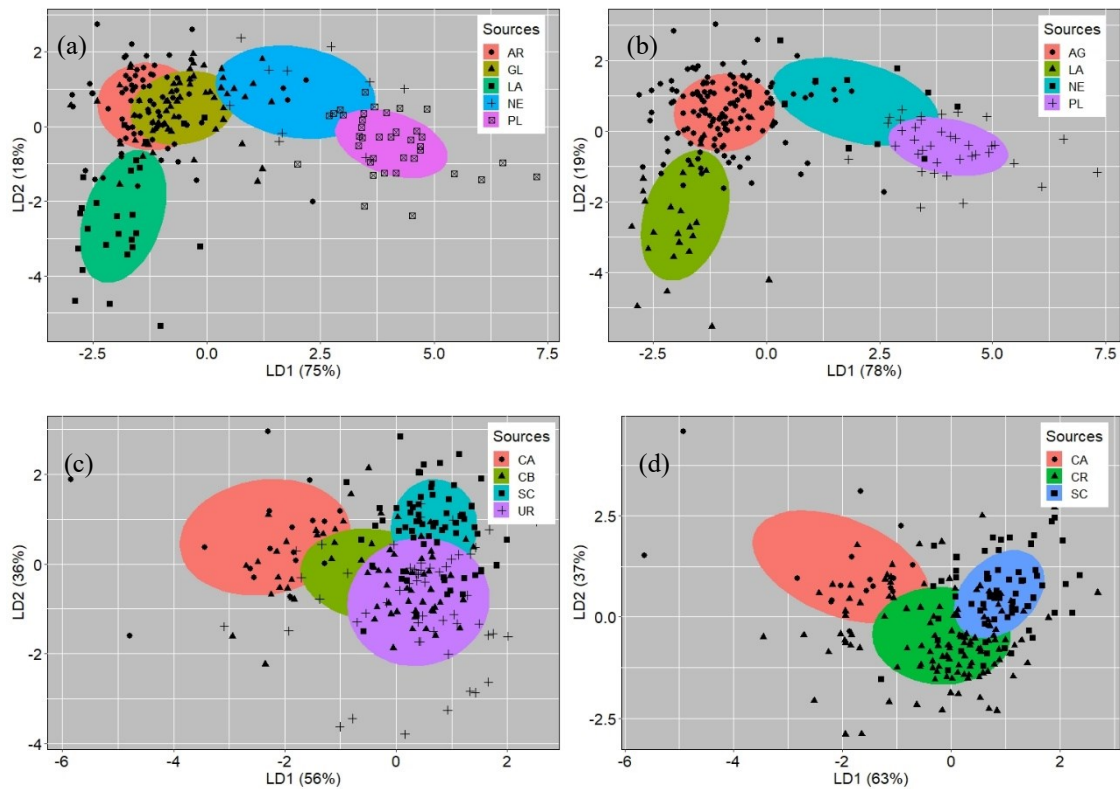 (a)
Sources
AR
GL
LA
NE
PL
2
0
-2
-4
LD2 (18%)
-2.5
0.0
2.5
5.0
7.5
LD1 (75%)
(b)
Sources
AG
LA
NE
PL
2
0
-2
-4
LD2 (19%)
-2.5
0.0
2.5
5.0
7.5
LD1 (78%)
(c)
Sources
CA
CB
SC
UR
2
0
-2
-4
LD2 (36%)
-6
-4
-2
0
2
LD1 (56%)
(d)
Sources
CA
CR
SC
2.5
0.0
-2.5
LD2 (37%)
-6
-4
-2
0
2
LD1 (63%)